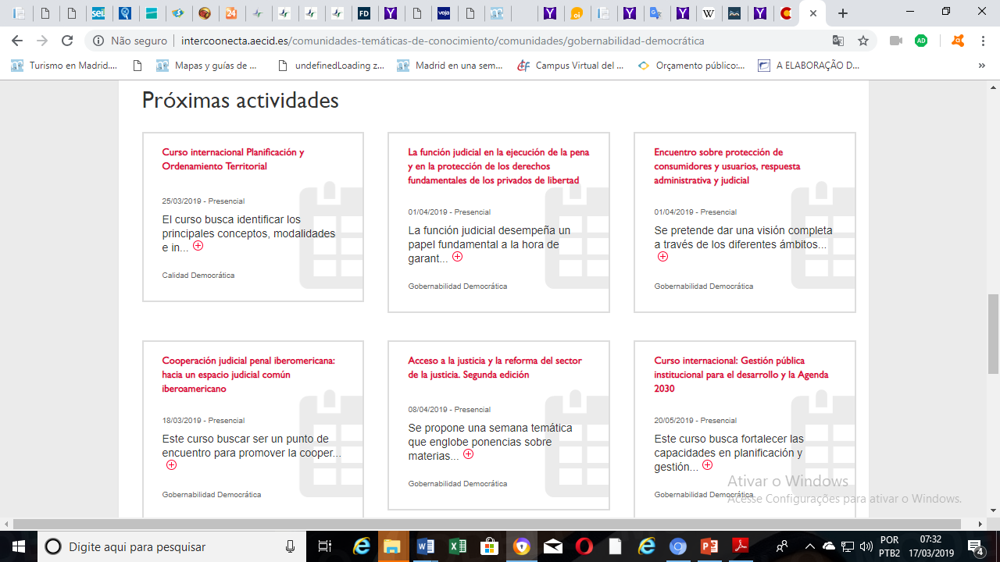 Sel
24
FD
veja
oi
W
Não seguro
intercoonecta.aecid.es/comunidades-temáticas-de-conocimiento/comunidades/gobernabilidad-democrática
AD
Turismo en Madrid....
Mapas y guías de ...
undefinedLoading z...
Madrid en una sem...
Campus Virtual del ...
Orçamento público:...
A ELABORAÇÃO D...
»
Próximas actividades
Curso internacional Planificación y
Ordenamiento Territorial
25/03/2019 - Presencial
El curso busca identificar los
principales conceptos, modalidades
e in...
Calidad Democrática
La función judicial en la ejecución de la pena
y en la protección de los derechos
fundamentales de los privados de libertad
01/04/2019 - Presencial
La función judicial desempeña un
papel fundamental a la hora de
garant...
Gobernabilidad Democrática
Encuentro sobre protección de
consumidores y usuarios, respuesta
administrativa y judicial
01/04/2019 - Presencial
Se pretende dar una visión completa
a través de los diferentes ámbitos...
Gobernabilidad Democrática
Cooperación judicial penal iberomericana:
hacia un espacio judicial común
iberoamericano
18/03/2019 - Presencial
Este curso buscar ser un punto de
encuentro para promover la cooper...
Gobernabilidad Democrática
Acceso a la justicia y la reforma del sector
de la justicia. Segunda edición
08/04/2019 - Presencial
Se propone una semana temática
que englobe ponencias sobre
materias...
Gobernabilidad Democrática
Curso internacional: Gestión pública
institucional para el desarrollo y la Agenda
2030
20/05/2019 - Presencial
Este curso busca fortalecer las
capacidades en planificación y
gestión...
Gobernabilidad Democrática
Ativar o Windows
Acesse Configurações para ativar o Windows.
Digite aqui para pesquisar
POR
PTB2
07:32
17/03/2019
4